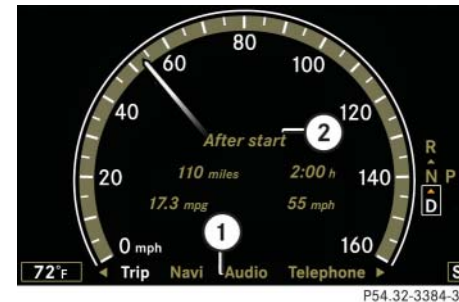 80
60 100
40 120
2
After start
R
110 miles 2:00 h
N P
20 140
17.3 mpg 55 mph
D
1
0 mph 160
72°F Trip Navi Audio Telephone S
P54.32-3384-3